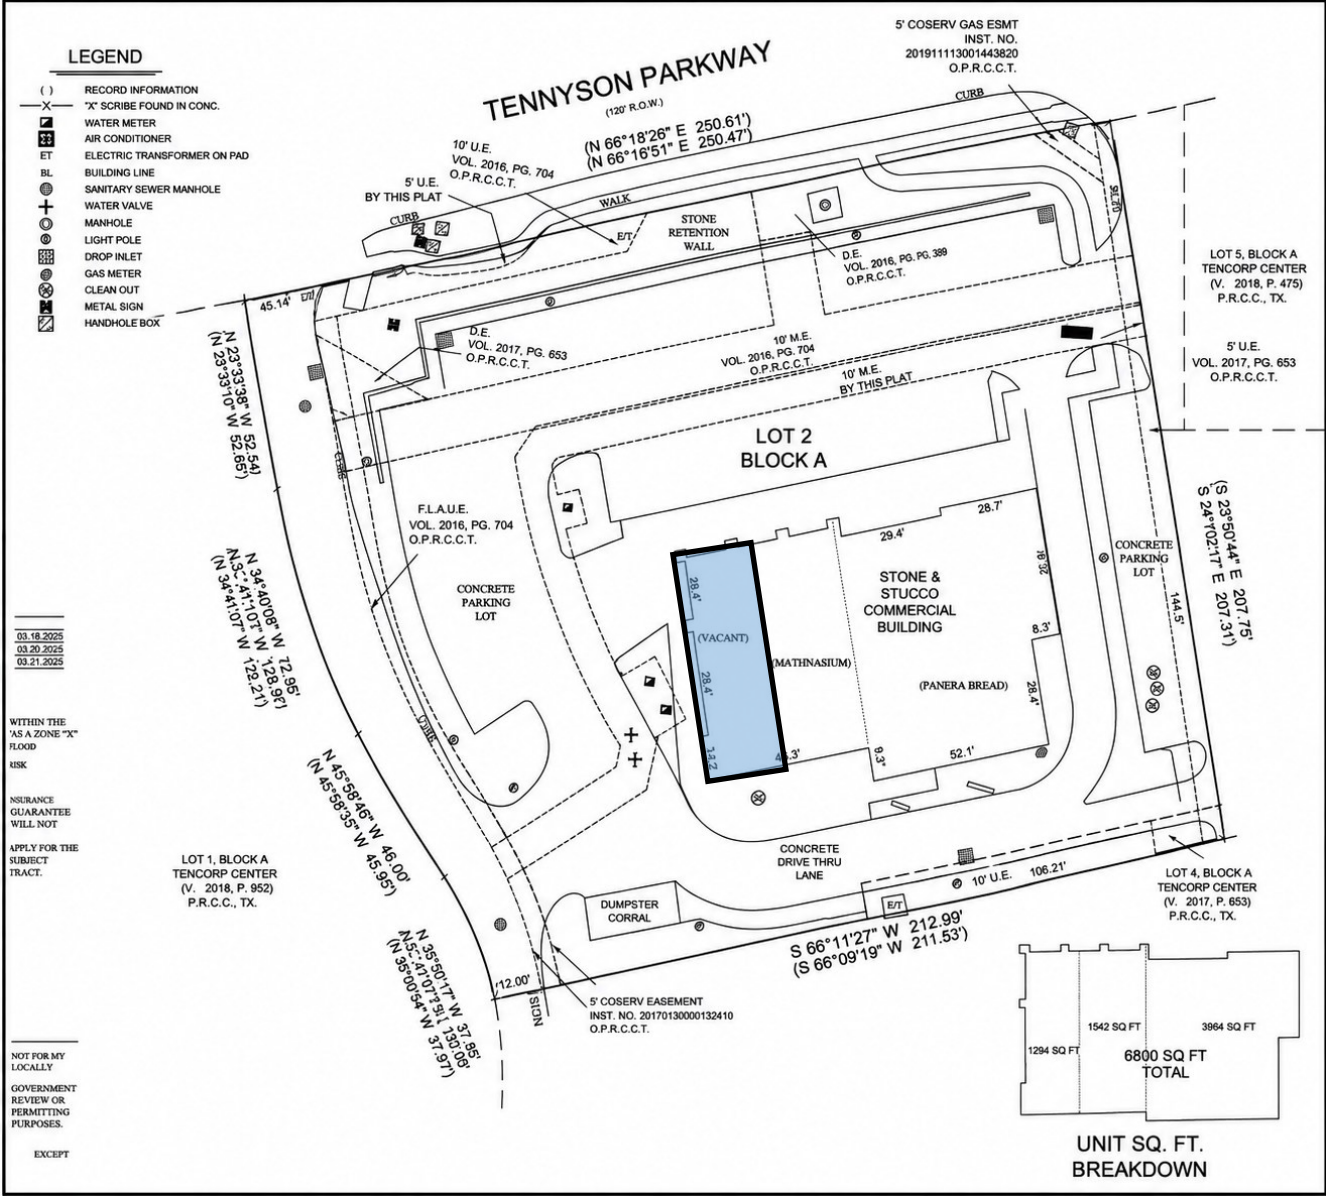 LEGEND
( ) RECORD INFORMATION
X "X" SCRIBE FOUND IN CONC.
WATER METER
AIR CONDITIONER
ET ELECTRIC TRANSFORMER ON PAD
BL BUILDING LINE
SANITARY SEWER MANHOLE
WATER VALVE
MANHOLE
LIGHT POLE
DROP INLET
GAS METER
CLEAN OUT
METAL SIGN
HANDHOLE BOX
TENNYSON PARKWAY
(120' R.O.W.)
(N 66°18'26" E 250.61')
(N 66°16'51" E 250.47')
5' COSERV GAS ESMT
INST. NO.
201911113001443820
O.P.R.C.C.T.
CURB
10' U.E.
VOL. 2016, PG. 704
O.P.R.C.C.T.
5' U.E.
BY THIS PLAT
CURB
WALK
E/T
STONE
RETENTION
WALL
D.E.
VOL. 2016, PG. PG. 389
O.P.R.C.C.T.
LOT 5, BLOCK A
TENCORP CENTER
(V. 2018, P. 475)
P.R.C.C., TX.
5' U.E.
VOL. 2017, PG. 653
O.P.R.C.C.T.
45.14'
D.E.
VOL. 2017, PG. 653
O.P.R.C.C.T.
10' M.E.
VOL. 2016, PG. 704
O.P.R.C.C.T.
10' M.E.
BY THIS PLAT
N 23°33'38" W 52.54)
(N 23°33'10" W 52.65')
LOT 2
BLOCK A
F.L.A.U.E.
VOL. 2016, PG. 704
O.P.R.C.C.T.
CONCRETE
PARKING
LOT
28.7'
29.4'
STONE &
STUCCO
COMMERCIAL
BUILDING
28.4'
(VACANT)
28.4'
(MATHNASIUM)
(PANERA BREAD)
8.3'
28.4'
9.3'
52.1'
CONCRETE
PARKING
LOT
144.5'
(S 23°50'44" E 207.75'
S 24°02'17" E 207.31')
N 34°40'08" W 72.95'
(N 34°41'07" W 122.21')
N 45°58'46" W 46.00'
(N 45°58'35" W 45.95')
N 35°50'17" W 37.85'
(N 35°00'54" W 37.97')
03.18.2025
03.20.2025
03.21.2025
WITHIN THE
'AS A ZONE "X"
FLOOD
RISK
NSURANCE
GUARANTEE
WILL NOT
APPLY FOR THE
SUBJECT
TRACT.
LOT 1, BLOCK A
TENCORP CENTER
(V. 2018, P. 952)
P.R.C.C., TX.
CONCRETE
DRIVE THRU
LANE
DUMPSTER
CORRAL
E/T
10' U.E. 106.21'
LOT 4, BLOCK A
TENCORP CENTER
(V. 2017, P. 653)
P.R.C.C., TX.
S 66°11'27" W 212.99'
(S 66°09'19" W 211.53')
12.00'
5' COSERV EASEMENT
INST. NO. 20170130000132410
O.P.R.C.C.T.
NOT FOR MY
LOCALLY
GOVERNMENT
REVIEW OR
PERMITTING
PURPOSES.
EXCEPT
1294 SQ FT
1542 SQ FT
3964 SQ FT
6800 SQ FT
TOTAL
UNIT SQ. FT.
BREAKDOWN